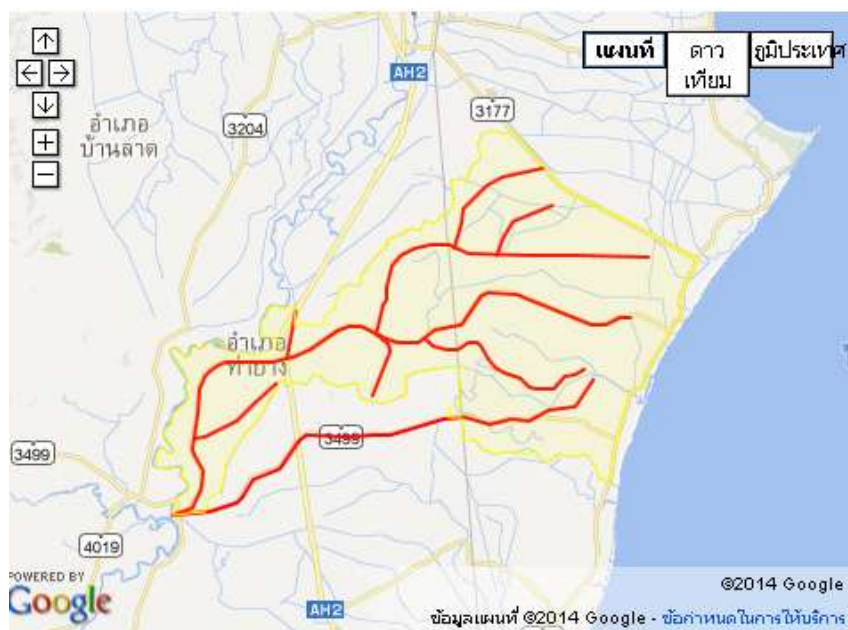 แผนที่
ดาว
เทียม
ภูมิประเทศ
AH2
3177
3204
อำเภอ
บ้านลาด
อำเภอ
ท่ายาง
3499
3499
4019
AH2
POWERED BY
Google
©2014 Google
ข้อมูลแผนที่ ©2014 Google - ข้อกำหนดในการให้บริการ